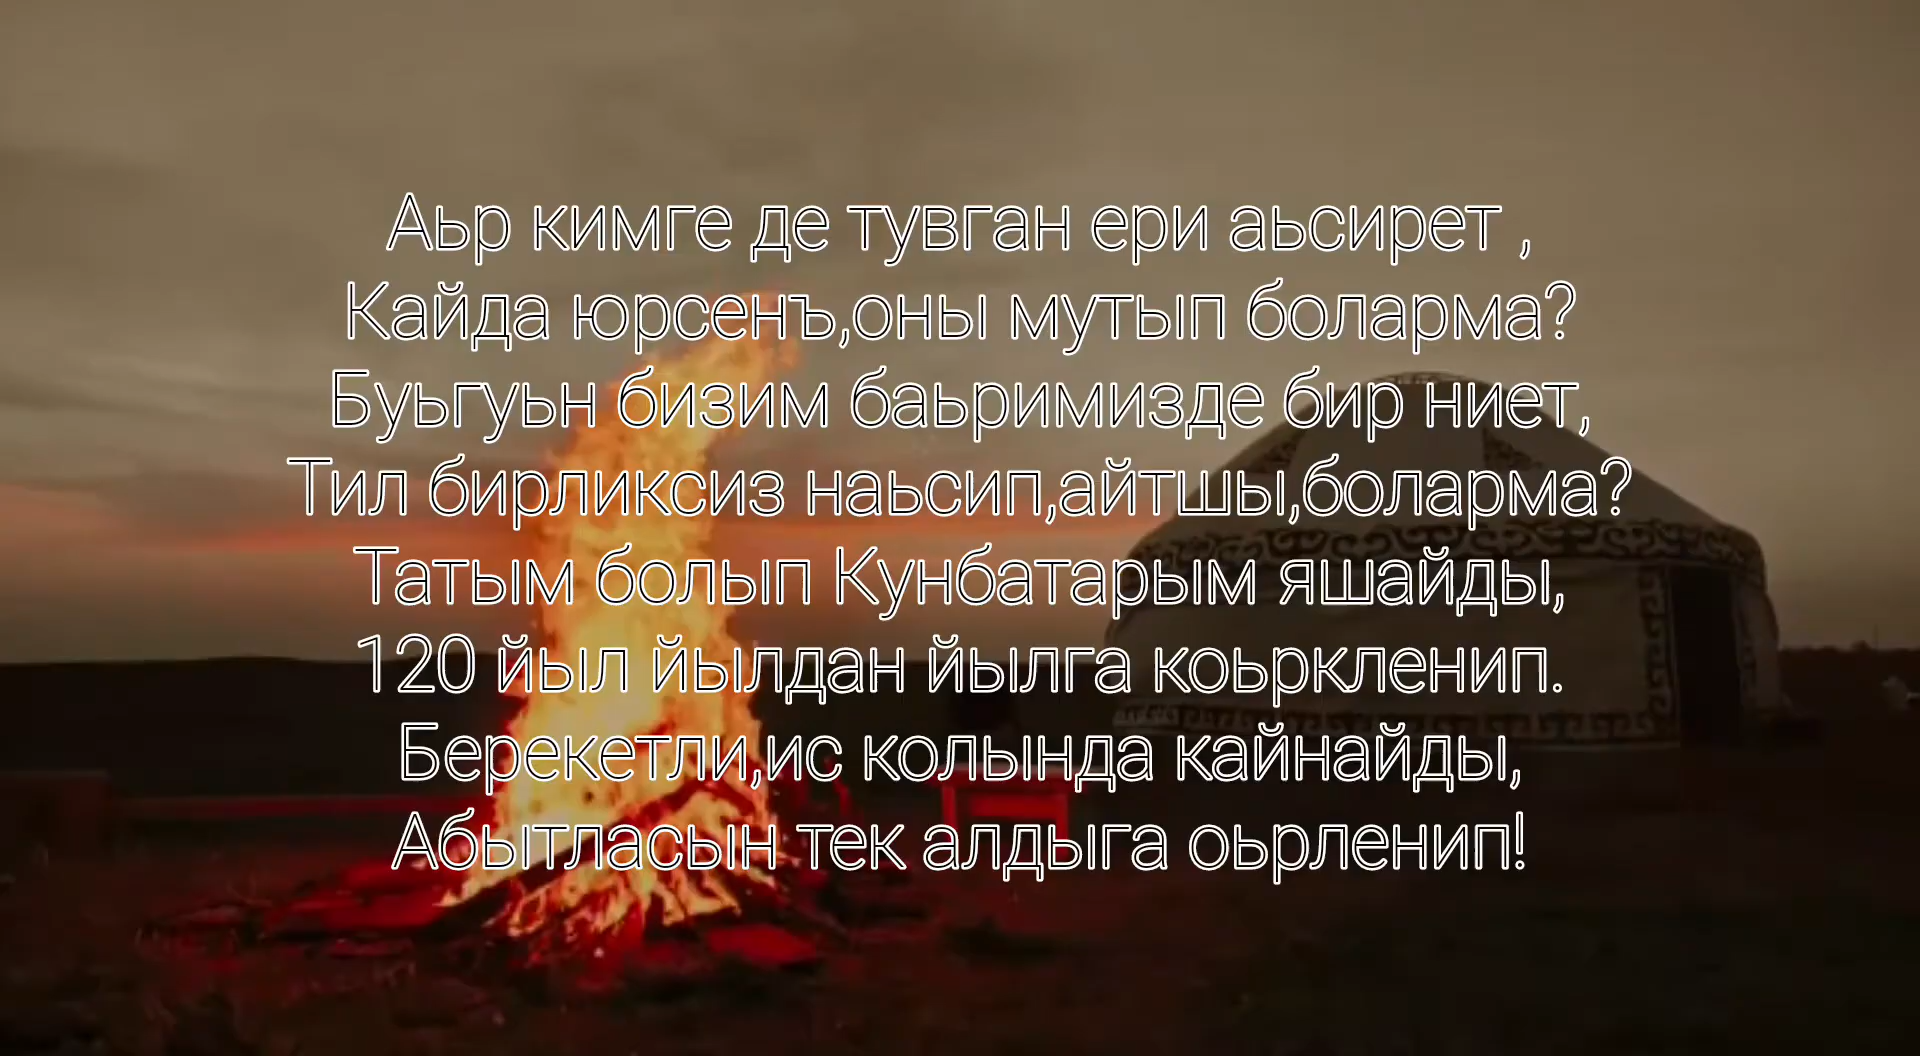 Аьр кимге де тувган ери аьсирет ,
Кайда юрсенъ,оны мутып боларма?
Буьгуьн бизим баьримизде бир ниет,
Тил бирликсиз наьсип,айтшы,боларма?
Татым болып Кунбатарым яшайды,
120 йыл йылдан йылга коьркленип.
Берекетли,ис колында кайнайды,
Абытласын тек алдыга оьрленип!